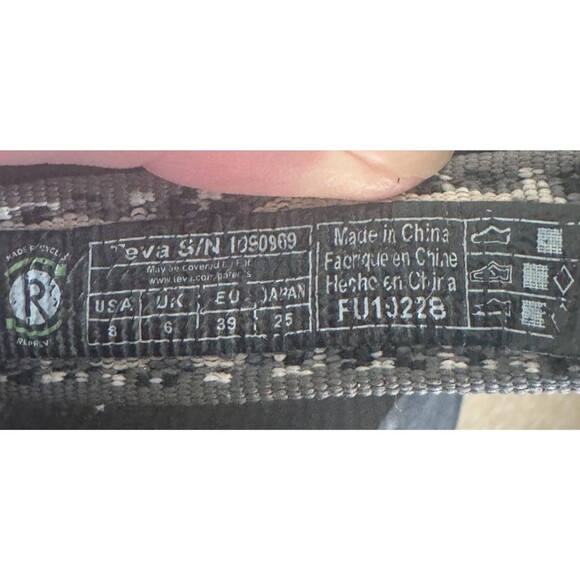 MADE
R
REPREVE
Teva S/N 1090969
May be covered by Pat.
www.teva.com/patents
USA UK EU JAPAN
8 6 39 25
Made in China
Fabriqué en Chine
Hecho en China
FU19228